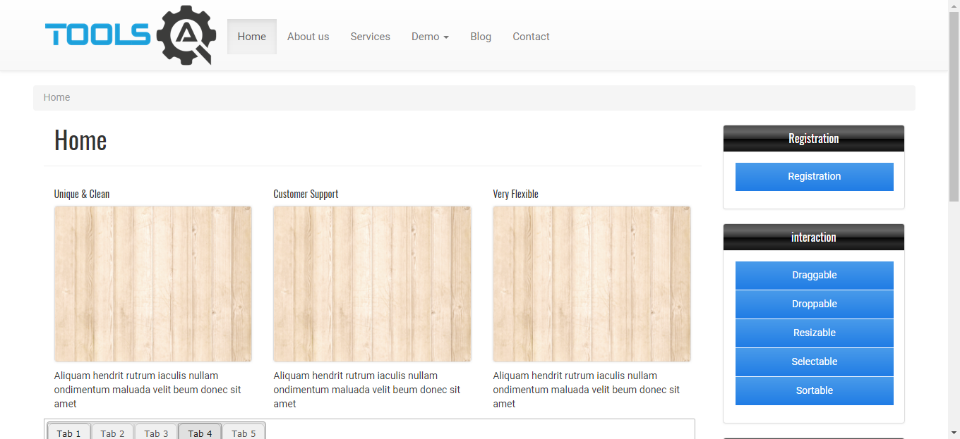 TOOLS QA
Home
About us
Services
Demo
Blog
Contact
Home
Home
Unique & Clean
Aliquam hendrit rutrum iaculis nullam
ondimentum maluada velit beum donec sit
amet
Customer Support
Aliquam hendrit rutrum iaculis nullam
ondimentum maluada velit beum donec sit
amet
Very Flexible
Aliquam hendrit rutrum iaculis nullam
ondimentum maluada velit beum donec sit
amet
Tab 1
Tab 2
Tab 3
Tab 4
Tab 5
Registration
Registration
interaction
Draggable
Droppable
Resizable
Selectable
Sortable